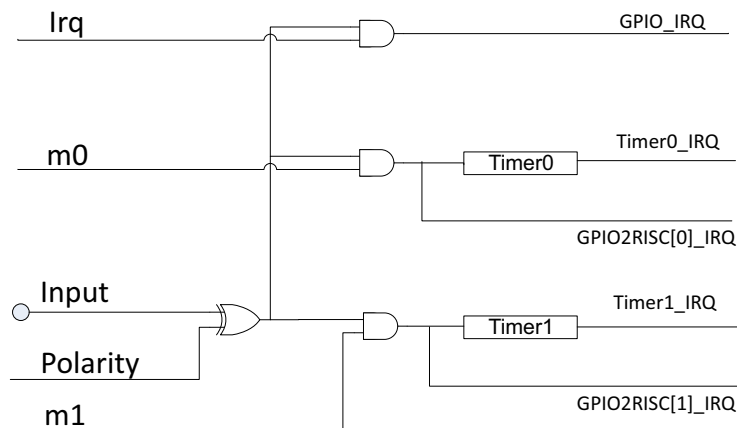 Irq
GPIO_IRQ
m0
Timer0
Timer0_IRQ
GPIO2RISC[0]_IRQ
Input
Timer1
Timer1_IRQ
Polarity
GPIO2RISC[1]_IRQ
m1